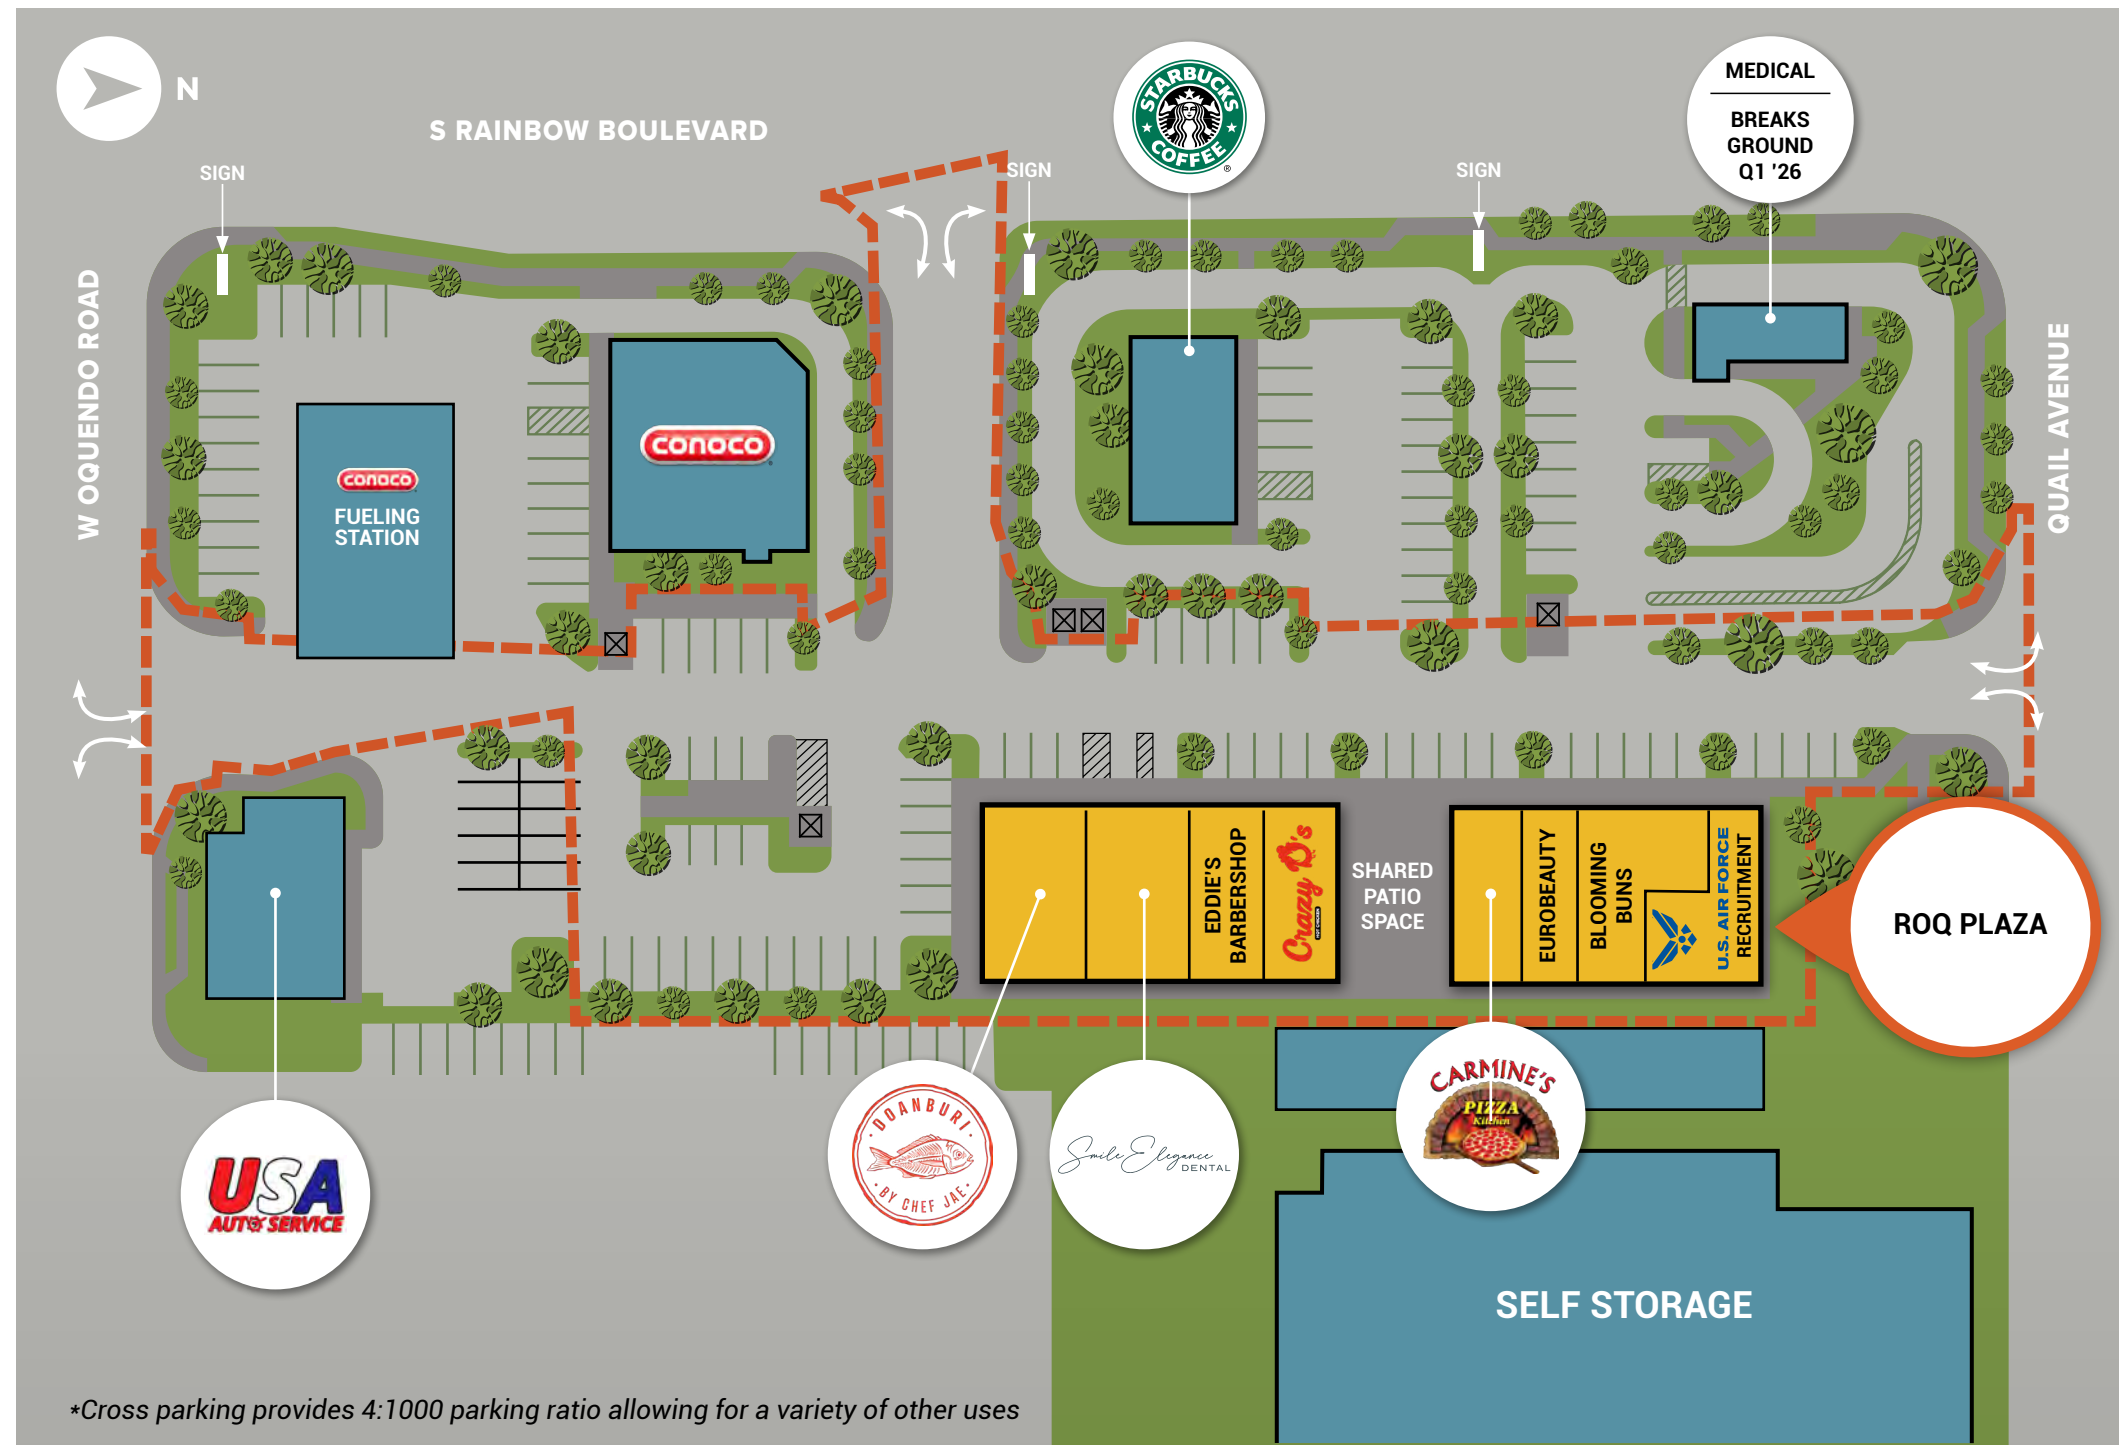 N
S RAINBOW BOULEVARD
STARBUCKS
COFFEE
®
MEDICAL
BREAKS
GROUND
Q1 '26
SIGN
SIGN
SIGN
W OQUENDO ROAD
QUAIL AVENUE
conoco
FUELING
STATION
conoco
EDDIE'S
BARBERSHOP
Crazy D's
SHARED
PATIO
SPACE
EUROBEAUTY
BLOOMING
BUNS
U.S. AIR FORCE
RECRUITMENT
ROQ PLAZA
USA
AUTO SERVICE
DOANBURI
BY CHEF JAE
Smile Elegance
DENTAL
CARMINE'S
PIZZA
Kitchen
SELF STORAGE
*Cross parking provides 4:1000 parking ratio allowing for a variety of other uses